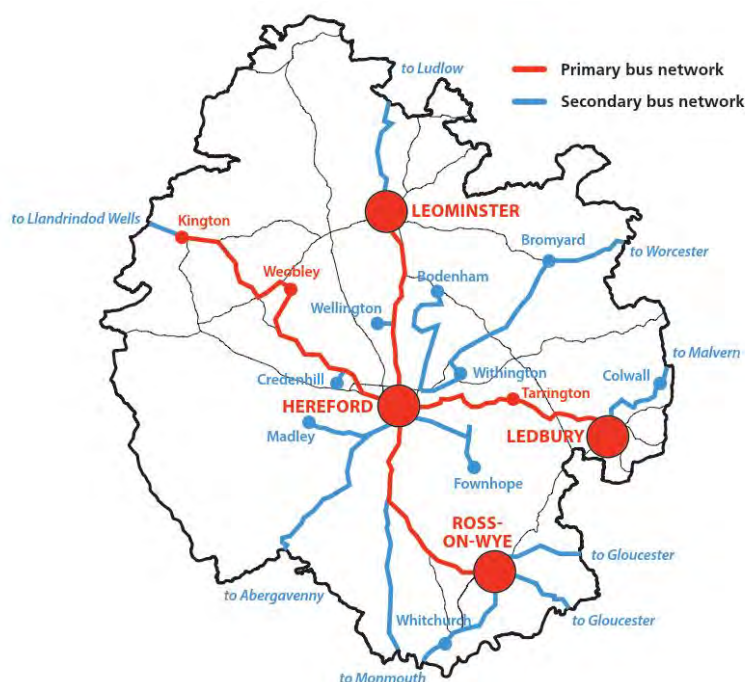 to Ludlow
Primary bus network
Secondary bus network
LEOMINSTER
to Llandrindod Wells
Kington
Bromyard
to Worcester
Weobley
Bodenham
Wellington
to Malvern
Credenhill
Withington
Colwall
HEREFORD
Tarrington
Madley
LEDBURY
Fownhope
ROSS-
ON-WYE
to Gloucester
to Abergavenny
Whitchurch
to Gloucester
to Monmouth